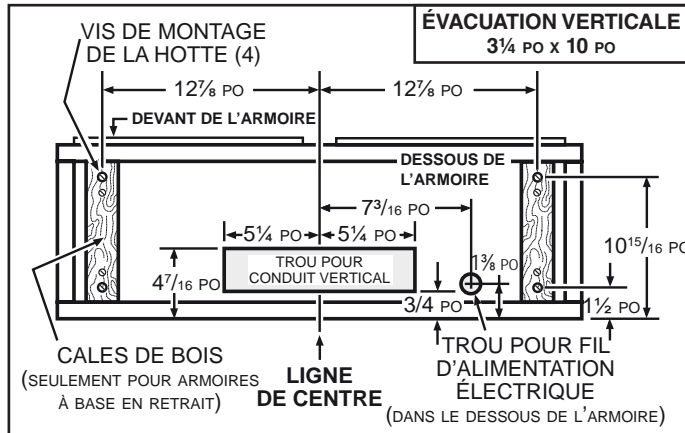 VIS DE MONTAGE
DE LA HOTTE (4)
ÉVACUATION VERTICALE
3¼ PO X 10 PO
12⅞ PO
12⅞ PO
DEVANT DE L’ARMOIRE
DESSOUS DE
L’ARMOIRE
7³/₁₆ PO
5¼ PO
5¼ PO
TROU POUR
CONDUIT VERTICAL
1⅜ PO
10¹⁵/₁₆ PO
4⁷/₁₆ PO
3/4 PO
1½ PO
CALES DE BOIS
(SEULEMENT POUR ARMOIRES
À BASE EN RETRAIT)
LIGNE
DE CENTRE
TROU POUR FIL
D’ALIMENTATION
ÉLECTRIQUE
(DANS LE DESSOUS DE L’ARMOIRE)